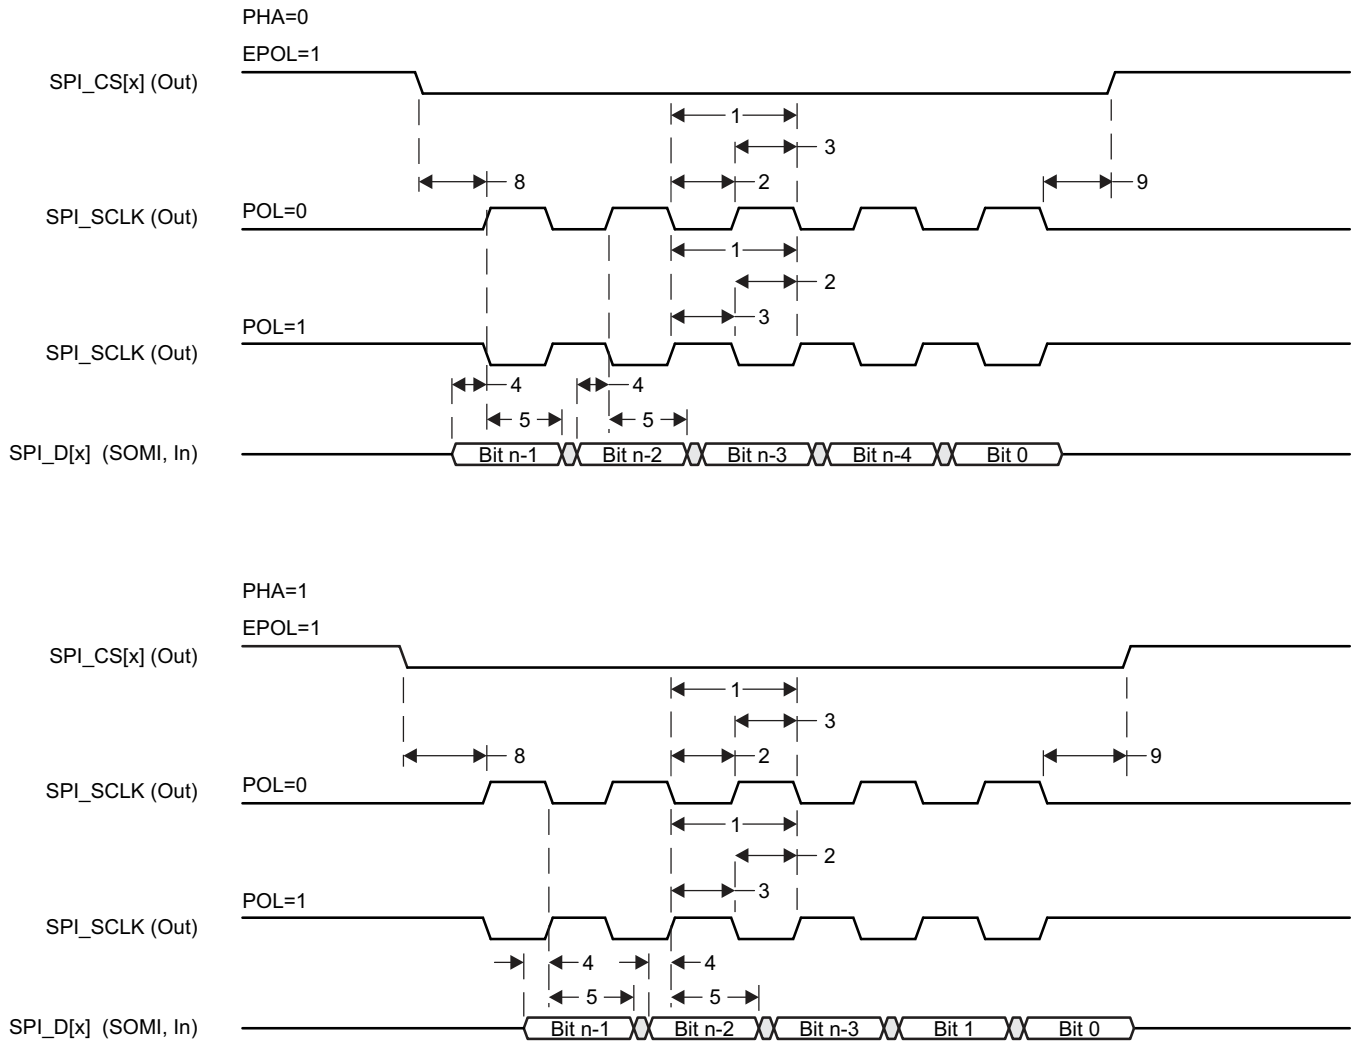 PHA=0
EPOL=1
SPI_CS[x] (Out)
1
3
8
2
9
SPI_SCLK (Out)
POL=0
1
2
3
POL=1
SPI_SCLK (Out)
4
4
5
5
SPI_D[x] (SOMI, In)
Bit n-1
Bit n-2
Bit n-3
Bit n-4
Bit 0
PHA=1
EPOL=1
SPI_CS[x] (Out)
1
3
8
2
9
POL=0
SPI_SCLK (Out)
1
2
3
POL=1
SPI_SCLK (Out)
4
4
5
5
SPI_D[x] (SOMI, In)
Bit n-1
Bit n-2
Bit n-3
Bit 1
Bit 0